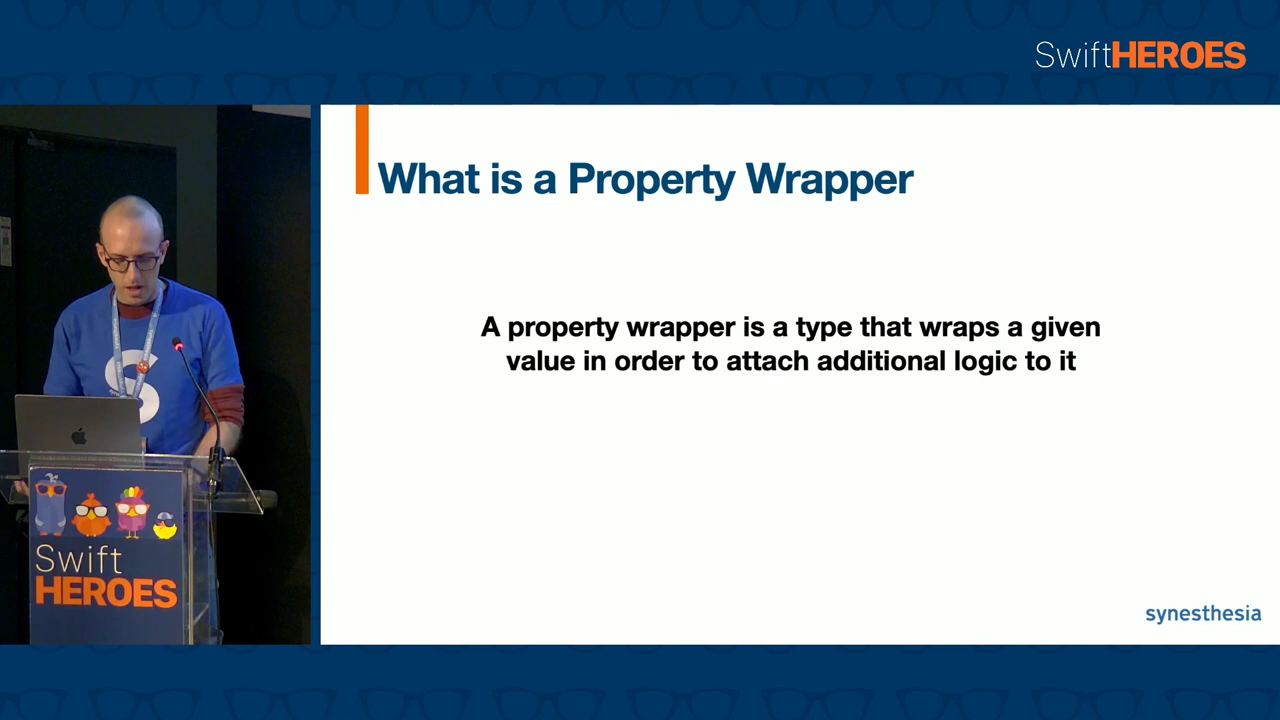 SwiftHEROES
What is a Property Wrapper
A property wrapper is a type that wraps a given
value in order to attach additional logic to it
S
Swift
HEROES
synesthesia